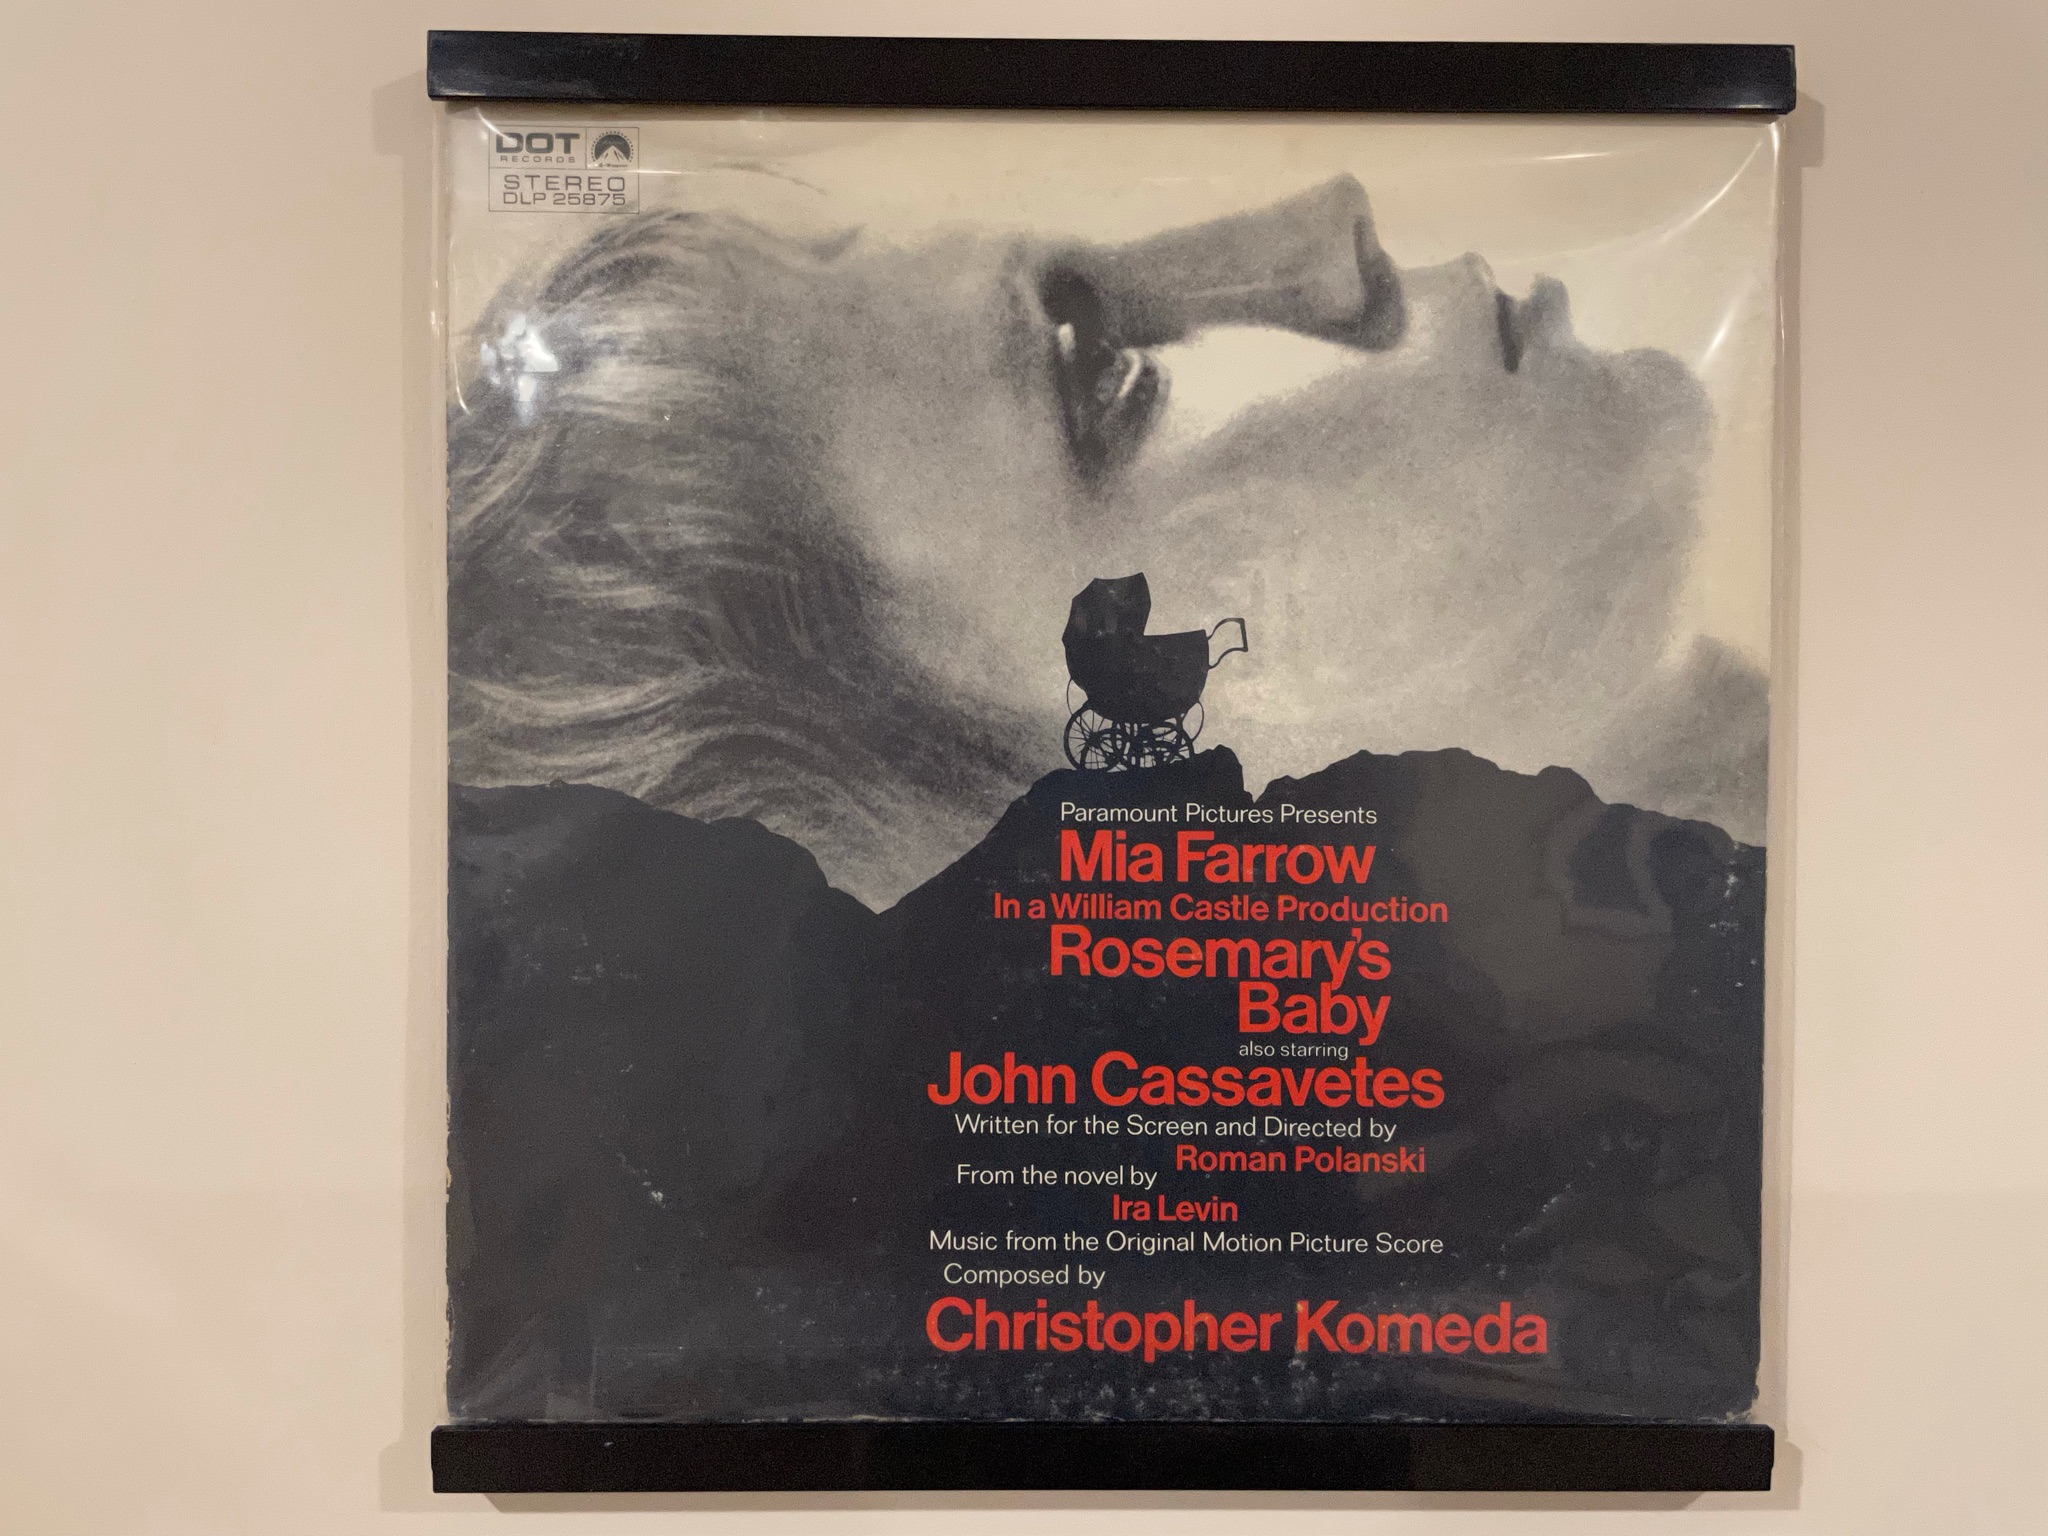 DOT
RECORDS
STEREO
DLP 25875
Paramount Pictures Presents
Mia Farrow
In a William Castle Production
Rosemary's
Baby
also starring
John Cassavetes
Written for the Screen and Directed by
Roman Polanski
From the novel by
Ira Levin
Music from the Original Motion Picture Score
Composed by
Christopher Komeda